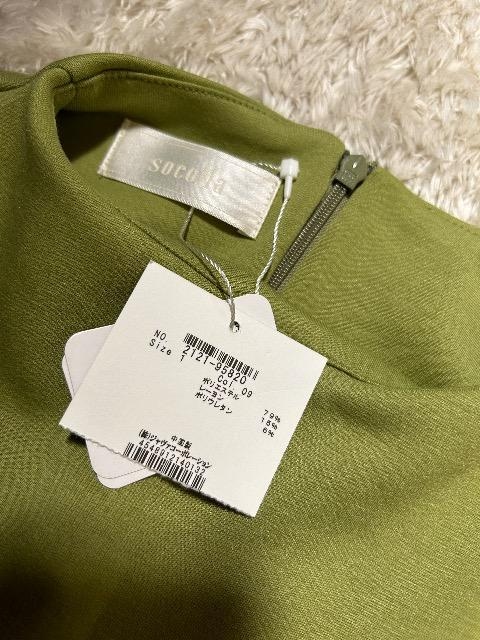 socolla
NO. 2121-95820
Size 1 Col. 09
ポリエステル 79%
レーヨン 15%
ポリウレタン 6%
中国製
(株)ジャヴァコーポレーション
4546912140132